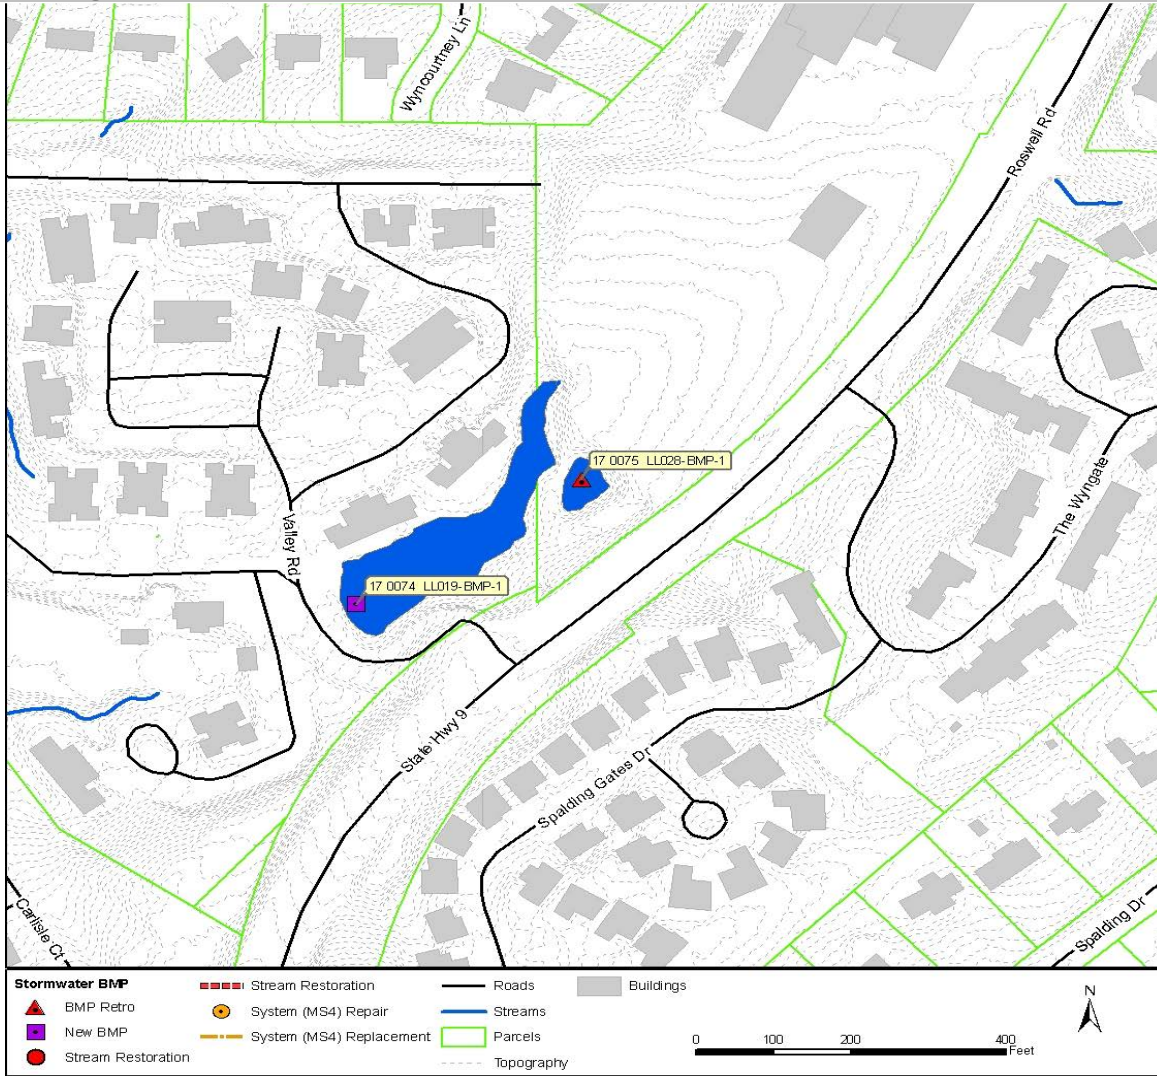 Wyncourtney Ln
Roswell Rd
17 0075 LL028-BMP-1
The Wyngate
Valley Rd
17 0074 LL019-BMP-1
State Hwy 9
Spalding Gates Dr
Carlisle Ct
Spalding Dr
Stormwater BMP
BMP Retro
New BMP
Stream Restoration
Stream Restoration
System (MS4) Repair
System (MS4) Replacement
Roads
Streams
Parcels
Topography
Buildings
N
0 100 200 400
Feet